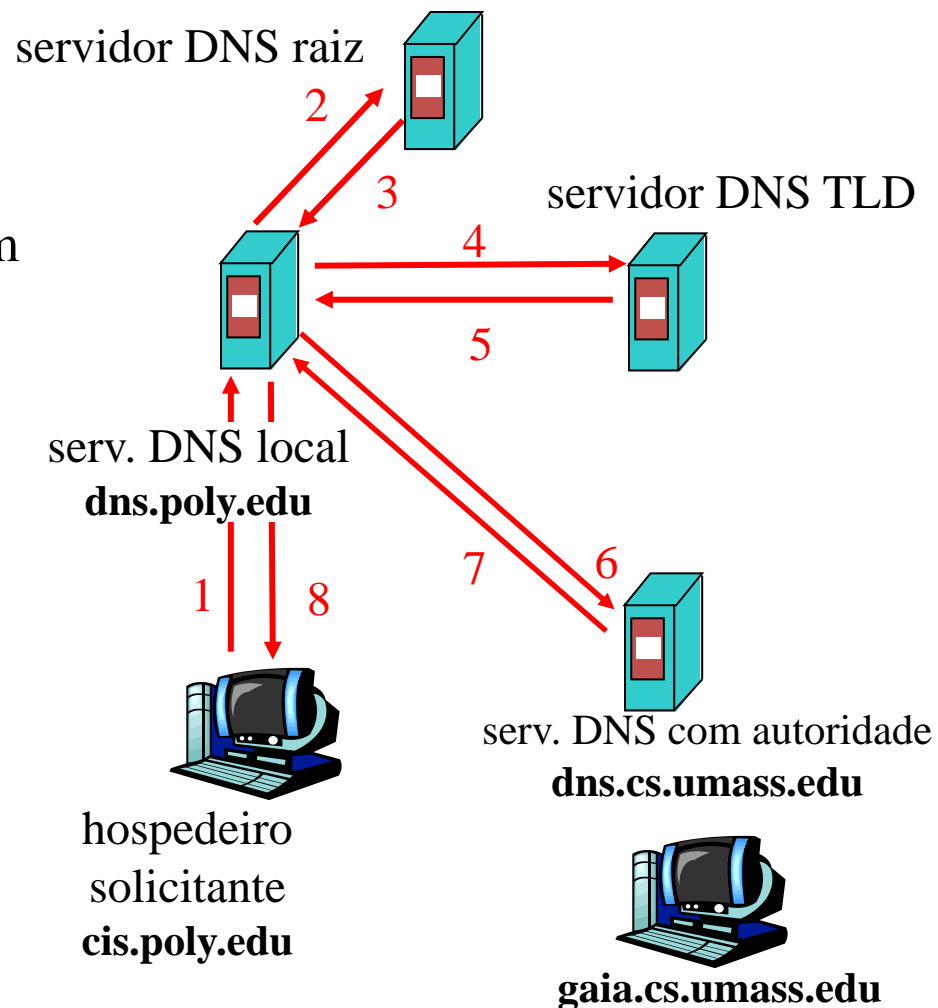 servidor DNS raiz
2
3
servidor DNS TLD
m
4
5
serv. DNS local
dns.poly.edu
7
6
1
8
serv. DNS com autoridade
dns.cs.umass.edu
hospedeiro
solicitante
cis.poly.edu
gaia.cs.umass.edu